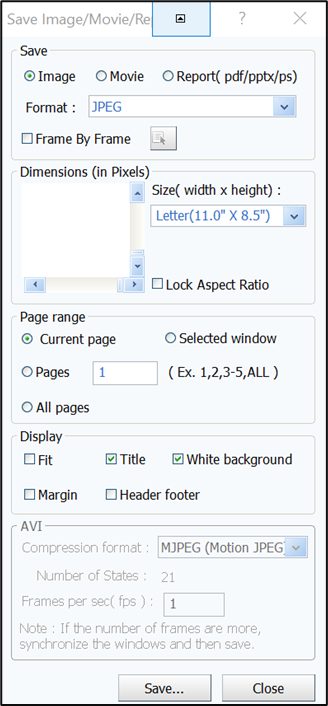 Save Image/Movie/Re
?
Save
Image Movie Report( pdf/pptx/ps)
Format : JPEG
Frame By Frame
Dimensions (in Pixels)
Size( width x height) :
Letter(11.0" X 8.5")
Lock Aspect Ratio
Page range
Current page Selected window
Pages 1 ( Ex. 1,2,3-5,ALL )
All pages
Display
Fit Title White background
Margin Header footer
AVI
Compression format : MJPEG (Motion JPEG)
Number of States : 21
Frames per sec( fps ) : 1
Note : If the number of frames are more,
synchronize the windows and then save.
Save... Close